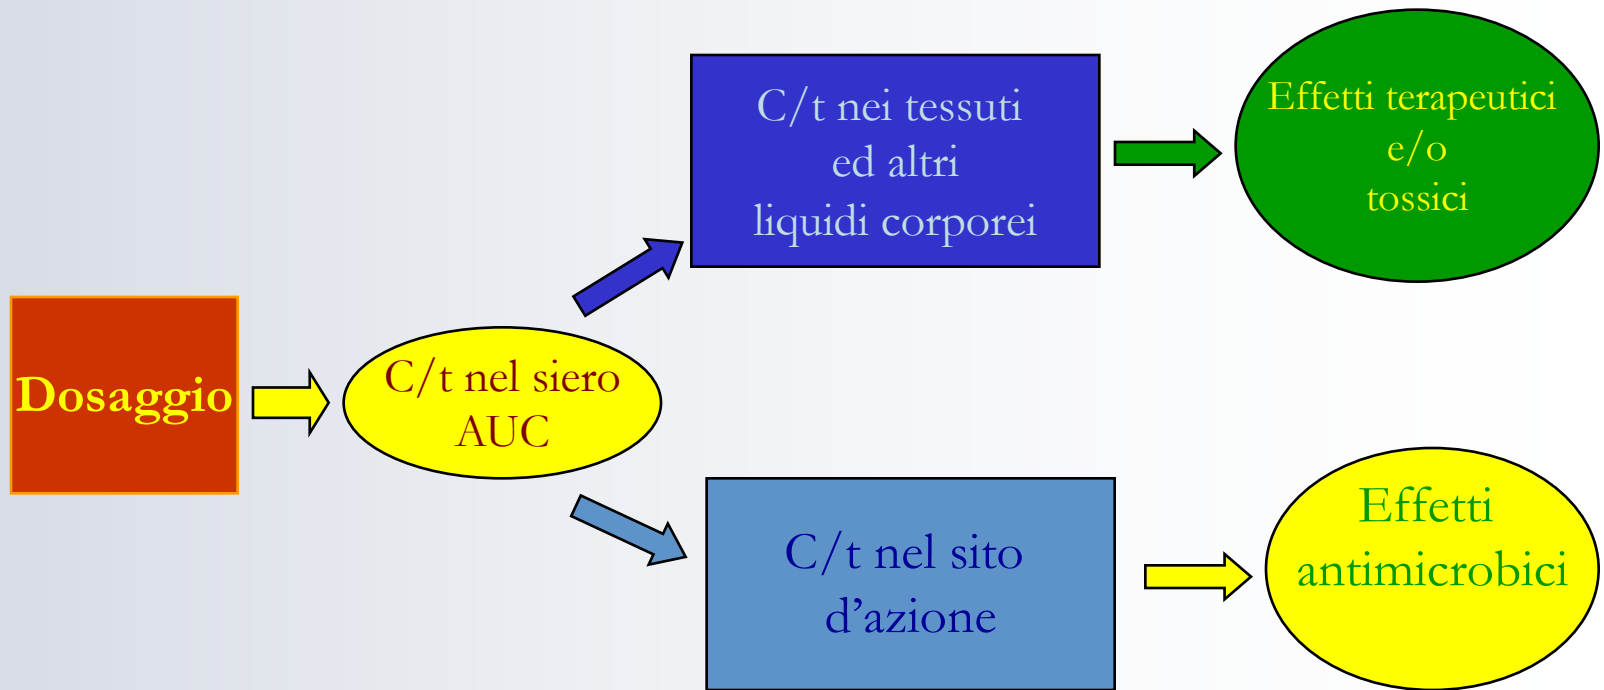 Dosaggio
C/t nel siero
AUC
C/t nei tessuti
ed altri
liquidi corporei
Effetti terapeutici
e/o
tossici
C/t nel sito
d’azione
Effetti
antimicrobici